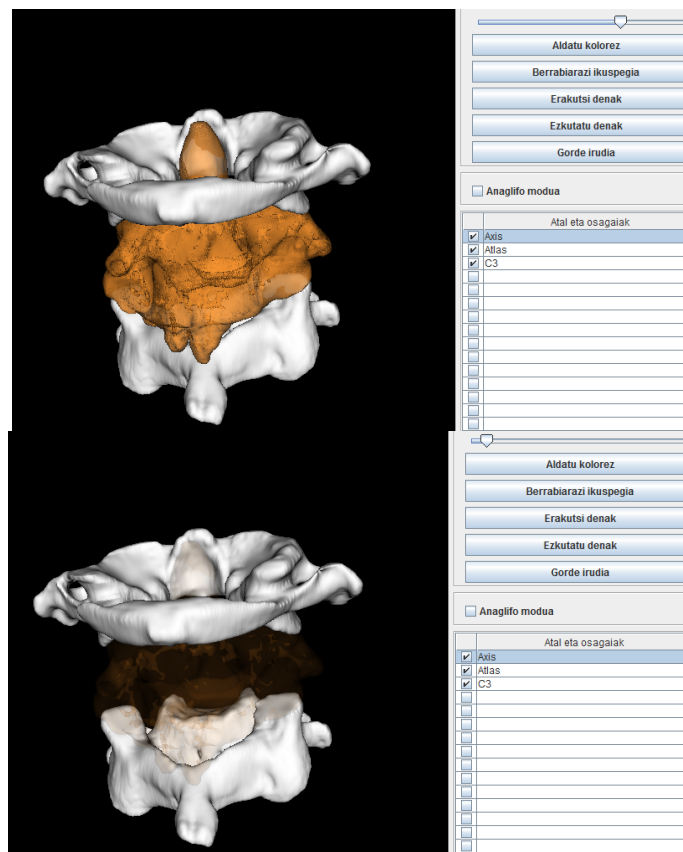 Aldatu kolorez
Berrabiarazi ikuspegia
Erakutsi denak
Ezkutatu denak
Gorde irudia
Anaglifo modua
Atal eta osagaiak
Axis
Atlas
C3
Aldatu kolorez
Berrabiarazi ikuspegia
Erakutsi denak
Ezkutatu denak
Gorde irudia
Anaglifo modua
Atal eta osagaiak
Axis
Atlas
C3